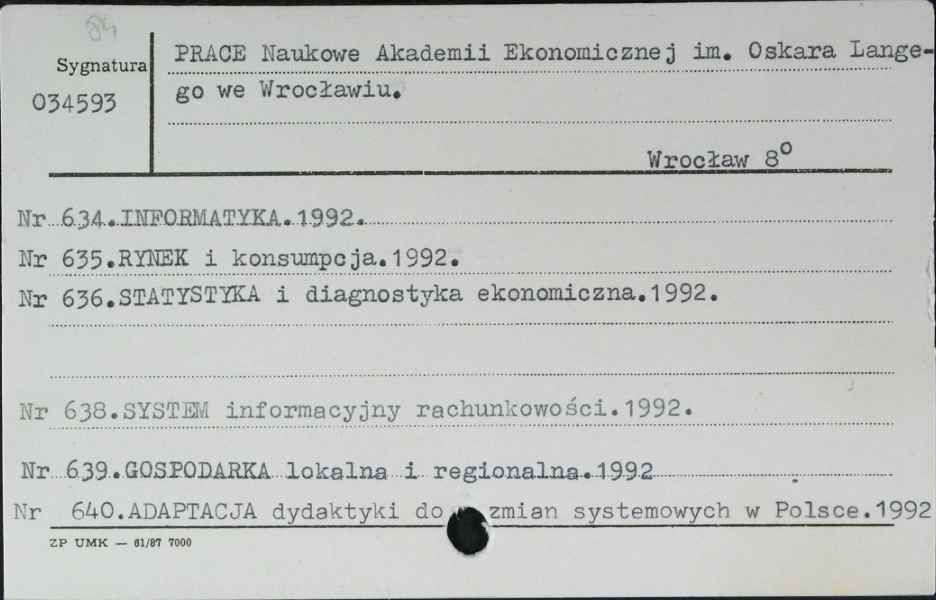 84
Sygnatura
034593
PRACE Naukowe Akademii Ekonomicznej im. Oskara Lange-
go we Wrocławiu.
Wrocław 8°
Nr 634.INFORMATYKA.1992.
Nr 635.RYNEK i konsumpcja.1992.
Nr 636.STATYSTYKA i diagnostyka ekonomiczna.1992.
Nr 638.SYSTEM informacyjny rachunkowości.1992.
Nr 639.GOSPODARKA lokalna i regionalna.1992
Nr 640.ADAPTACJA dydaktyki do zmian systemowych w Polsce.1992
ZP UMK — 61/87 7000